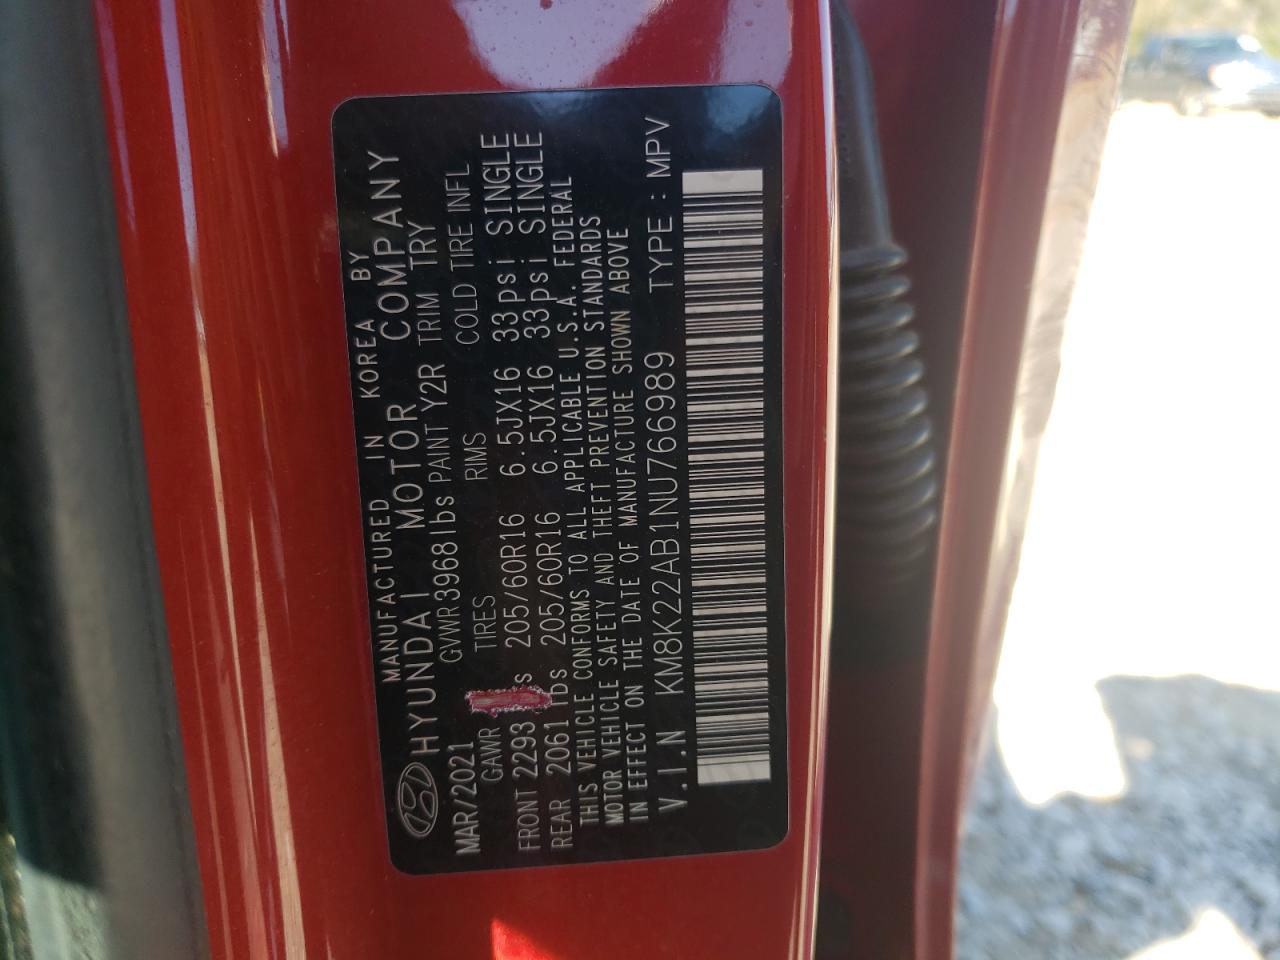 MANUFACTURED IN KOREA BY
HYUNDAI MOTOR COMPANY
MAR/2021 GVWR 3968 lbs PAINT Y2R TRIM TRY
GAWR TIRES RIMS COLD TIRE INFL
FRONT 2293 s 205/60R16 6.5JX16 33psi SINGLE
REAR 2061 lbs 205/60R16 6.5JX16 33psi SINGLE
THIS VEHICLE CONFORMS TO ALL APPLICABLE U.S.A. FEDERAL
MOTOR VEHICLE SAFETY AND THEFT PREVENTION STANDARDS
IN EFFECT ON THE DATE OF MANUFACTURE SHOWN ABOVE
V.I.N KM8K22AB1NU766989 TYPE : MPV